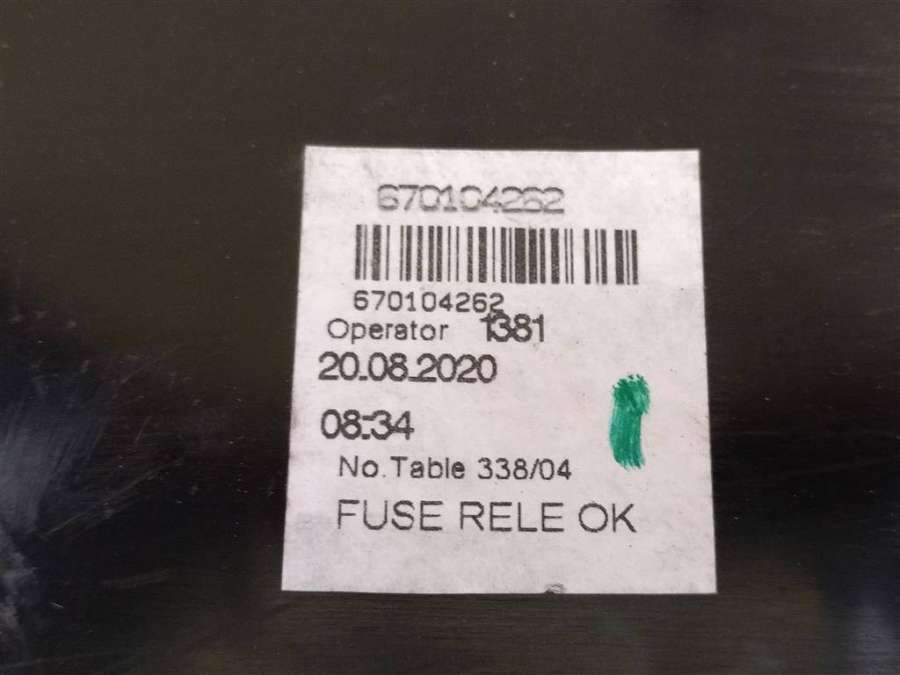 670104262
670104262
Operator 1381
20.08.2020
08:34
No.Table 338/04
FUSE RELE OK